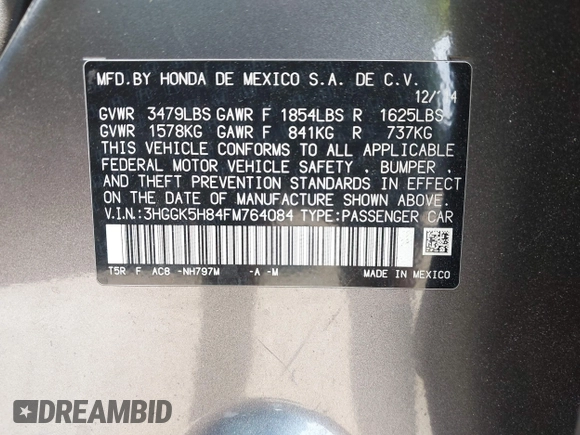 MFD. BY HONDA DE MEXICO S.A. DE C.V.
12/14
GVWR 3479LBS GAWR F 1854LBS R 1625LBS
GVWR 1578KG GAWR F 841KG R 737KG
THIS VEHICLE CONFORMS TO ALL APPLICABLE
FEDERAL MOTOR VEHICLE SAFETY , BUMPER ,
AND THEFT PREVENTION STANDARDS IN EFFECT
ON THE DATE OF MANUFACTURE SHOWN ABOVE
V.I.N.:3HGGK5H84FM764084 TYPE:PASSENGER CAR
T5R F AC8 -NH797M -A -M MADE IN MEXICO
DREAMBID